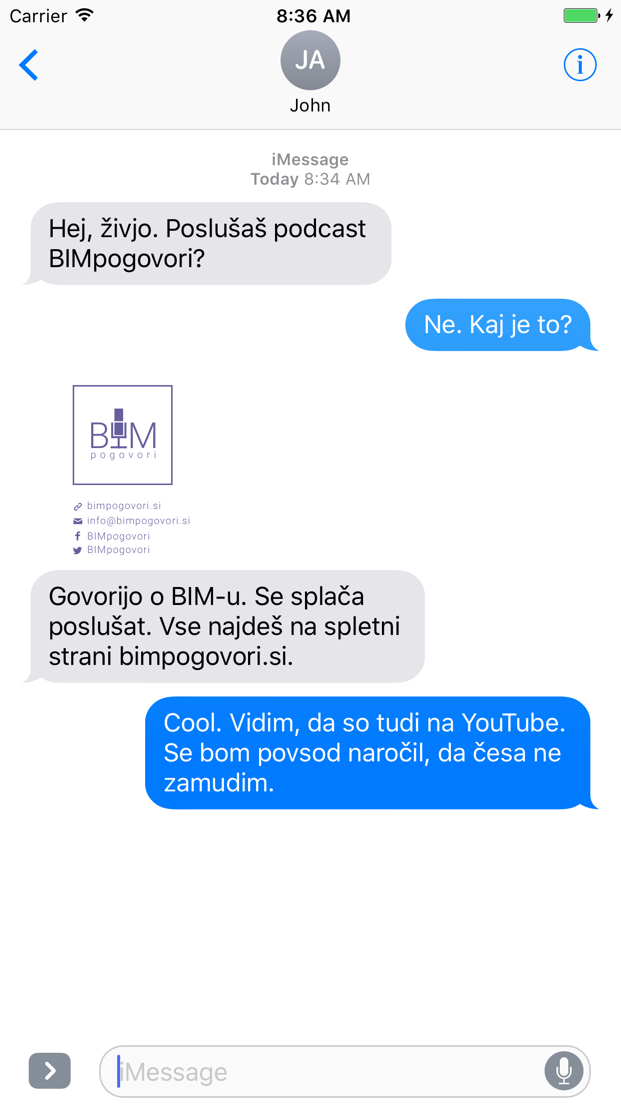 Carrier 8:36 AM
JA
John
iMessage
Today 8:34 AM
Hej, živjo. Poslušaš podcast
BIMpogovori?
Ne. Kaj je to?
BIM
pogovori
bimpogovori.si
info@bimpogovori.si
BIMpogovori
BIMpogovori
Govorijo o BIM-u. Se splača
poslušat. Vse najdeš na spletni
strani bimpogovori.si.
Cool. Vidim, da so tudi na YouTube.
Se bom povsod naročil, da česa ne
zamudim.
iMessage